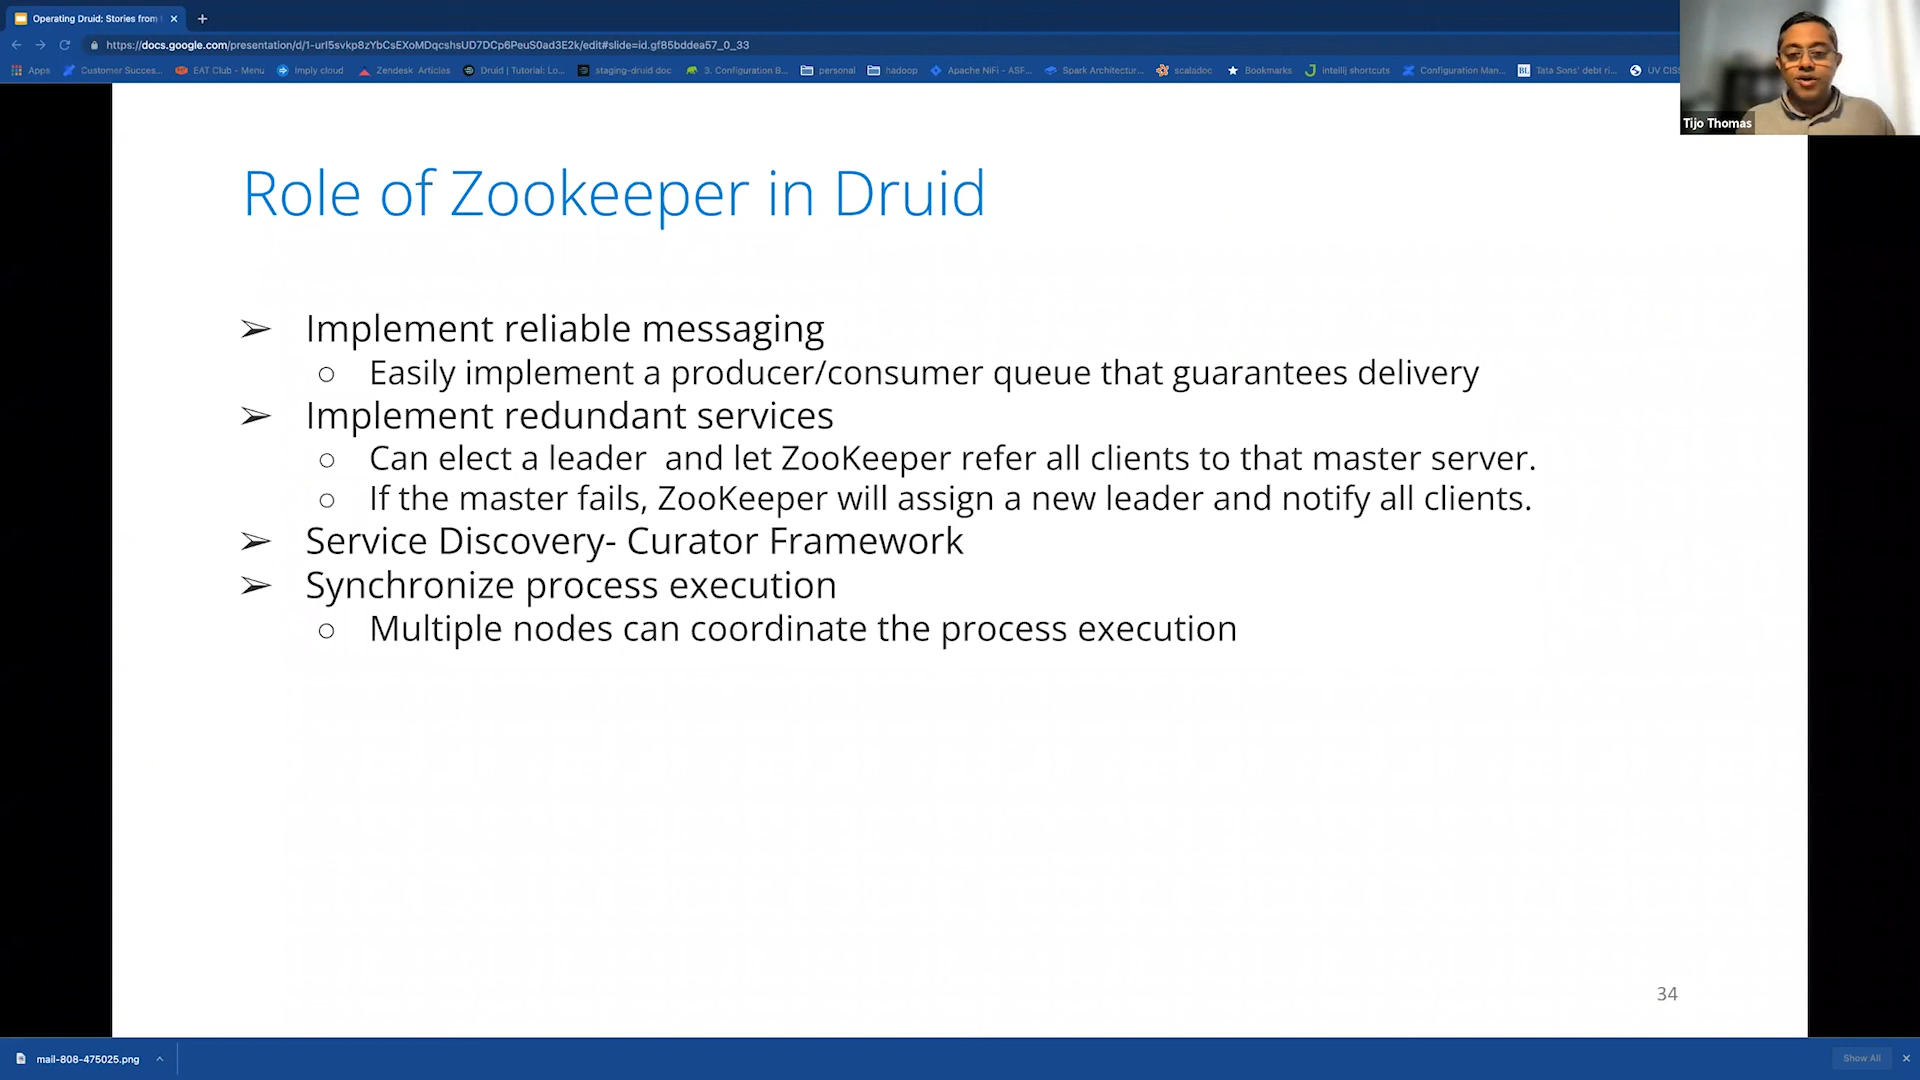 Operating Druid: Stories from
https://docs.google.com/presentation/d/1-urI5svkp8zYbCsEXoMDqcshsUD7DCp6PeuS0ad3E2k/edit#slide=id.gf85bddea57_0_33
Apps Customer Succes... EAT Club - Menu Imply cloud Zendesk Articles Druid | Tutorial: Lo... staging-druid doc 3. Configuration B... personal hadoop Apache NiFi - ASF... Spark Architectur... scaladoc Bookmarks intellij shortcuts Configuration Man... Tata Sons' debt ri... UV CIS
Tijo Thomas
Role of Zookeeper in Druid
➢ Implement reliable messaging
○ Easily implement a producer/consumer queue that guarantees delivery
➢ Implement redundant services
○ Can elect a leader  and let ZooKeeper refer all clients to that master server.
○ If the master fails, ZooKeeper will assign a new leader and notify all clients.
➢ Service Discovery- Curator Framework
➢ Synchronize process execution
○ Multiple nodes can coordinate the process execution
34
mail-808-475025.png
Show All